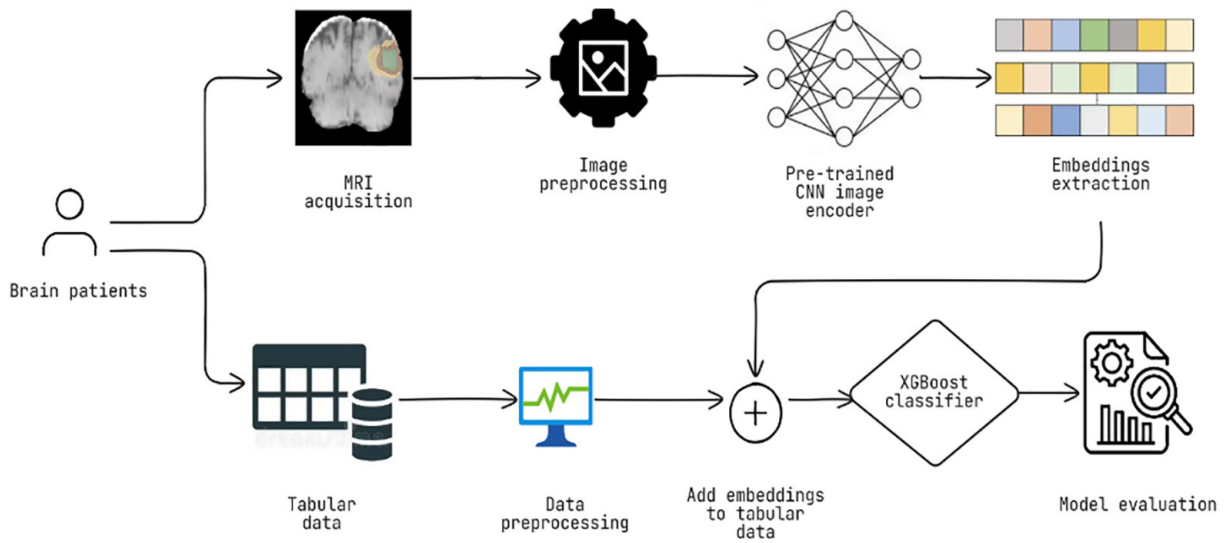 MRI
acquisition
Image
preprocessing
Pre-trained
CNN image
encoder
Embeddings
extraction
Brain patients
XGBoost
classifier
Tabular
data
Data
preprocessing
Add embeddings
to tabular
data
Model evaluation